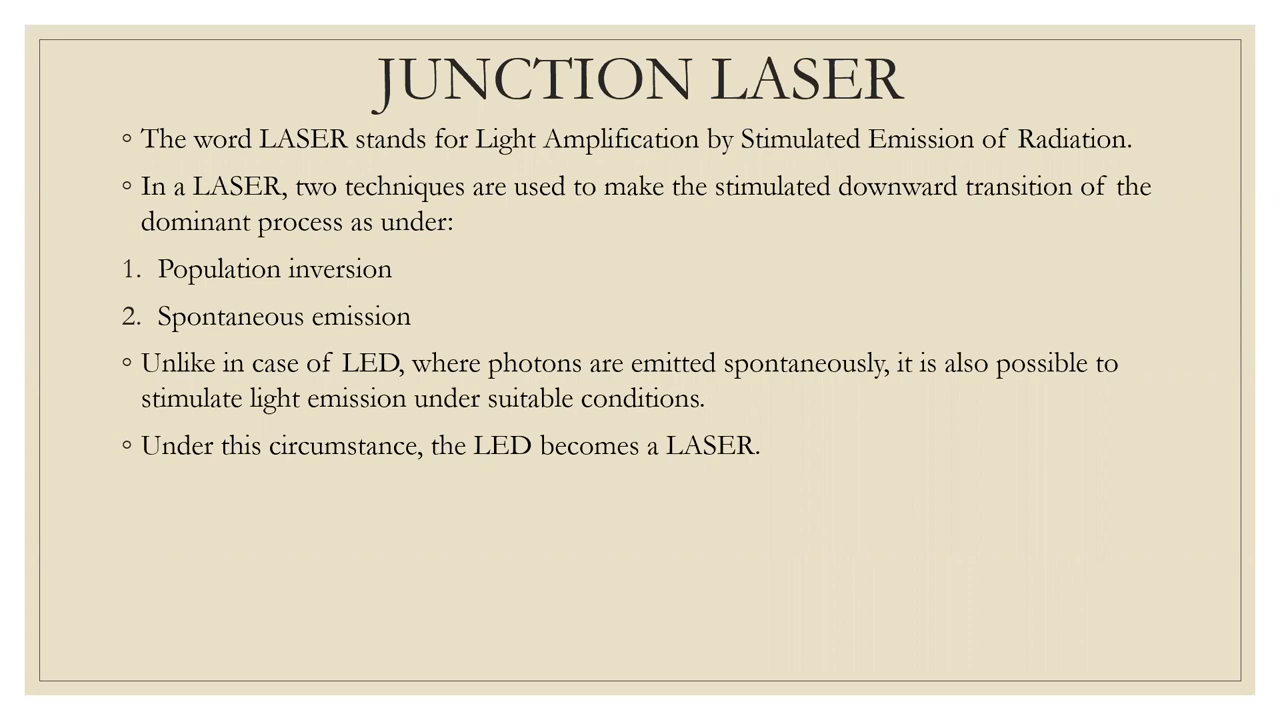 JUNCTION LASER
◦ The word LASER stands for Light Amplification by Stimulated Emission of Radiation.
◦ In a LASER, two techniques are used to make the stimulated downward transition of the
dominant process as under:
1. Population inversion
2. Spontaneous emission
◦ Unlike in case of LED, where photons are emitted spontaneously, it is also possible to
stimulate light emission under suitable conditions.
◦ Under this circumstance, the LED becomes a LASER.